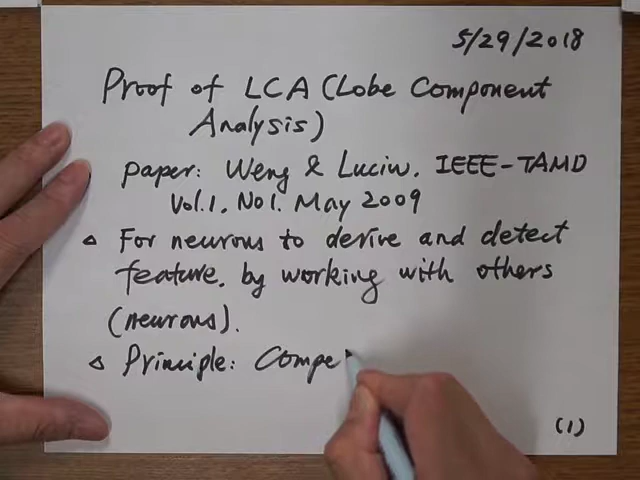 5/29/2018
Proof of LCA (Lobe Component
Analysis)
paper: Weng & Luciw. IEEE-TAMD
Vol.1. No1. May 2009
△ For neurons to derive and detect
feature. by working with others
(neurons).
△ Principle: Compe
(1)